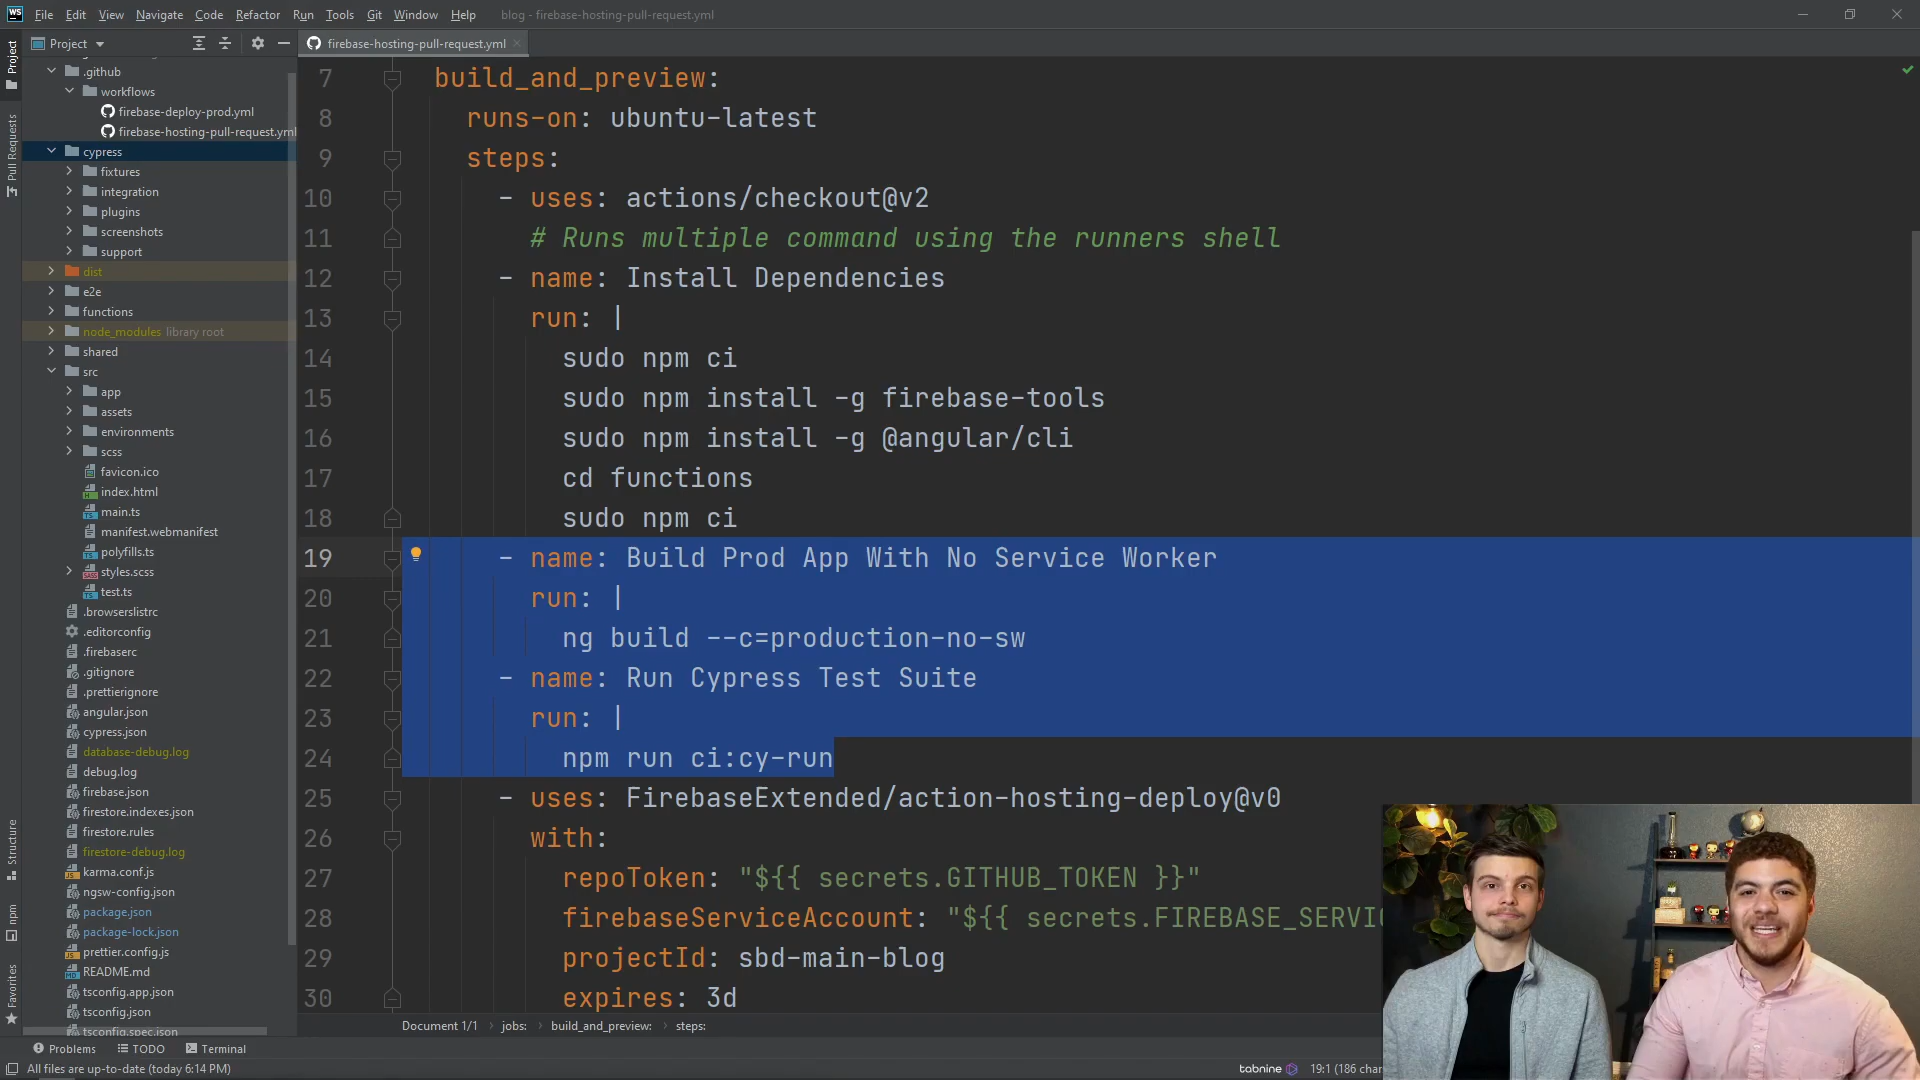 WS File Edit View Navigate Code Refactor Run Tools Git Window Help blog - firebase-hosting-pull-request.yml
Project
firebase-hosting-pull-request.yml
Project
Pull Requests
Structure
npm
Favorites
.github
workflows
firebase-deploy-prod.yml
firebase-hosting-pull-request.yml
cypress
fixtures
integration
plugins
screenshots
support
dist
e2e
functions
node_modules library root
shared
src
app
assets
environments
scss
favicon.ico
index.html
main.ts
manifest.webmanifest
polyfills.ts
styles.scss
test.ts
.browserslistrc
.editorconfig
.firebaserc
.gitignore
.prettierignore
angular.json
cypress.json
database-debug.log
debug.log
firebase.json
firestore.indexes.json
firestore.rules
firestore-debug.log
karma.conf.js
ngsw-config.json
package.json
package-lock.json
prettier.config.js
README.md
tsconfig.app.json
tsconfig.json
tsconfig.spec.json
7 build_and_preview:
8 runs-on: ubuntu-latest
9 steps:
10 - uses: actions/checkout@v2
11 # Runs multiple command using the runners shell
12 - name: Install Dependencies
13 run: |
14 sudo npm ci
15 sudo npm install -g firebase-tools
16 sudo npm install -g @angular/cli
17 cd functions
18 sudo npm ci
19 - name: Build Prod App With No Service Worker
20 run: |
21 ng build --c=production-no-sw
22 - name: Run Cypress Test Suite
23 run: |
24 npm run ci:cy-run
25 - uses: FirebaseExtended/action-hosting-deploy@v0
26 with:
27 repoToken: "${{ secrets.GITHUB_TOKEN }}"
28 firebaseServiceAccount: "${{ secrets.FIREBASE_SERVIC
29 projectId: sbd-main-blog
30 expires: 3d
Document 1/1 › jobs: › build_and_preview: › steps:
Problems TODO Terminal
All files are up-to-date (today 6:14 PM) tabnine 19:1 (186 char